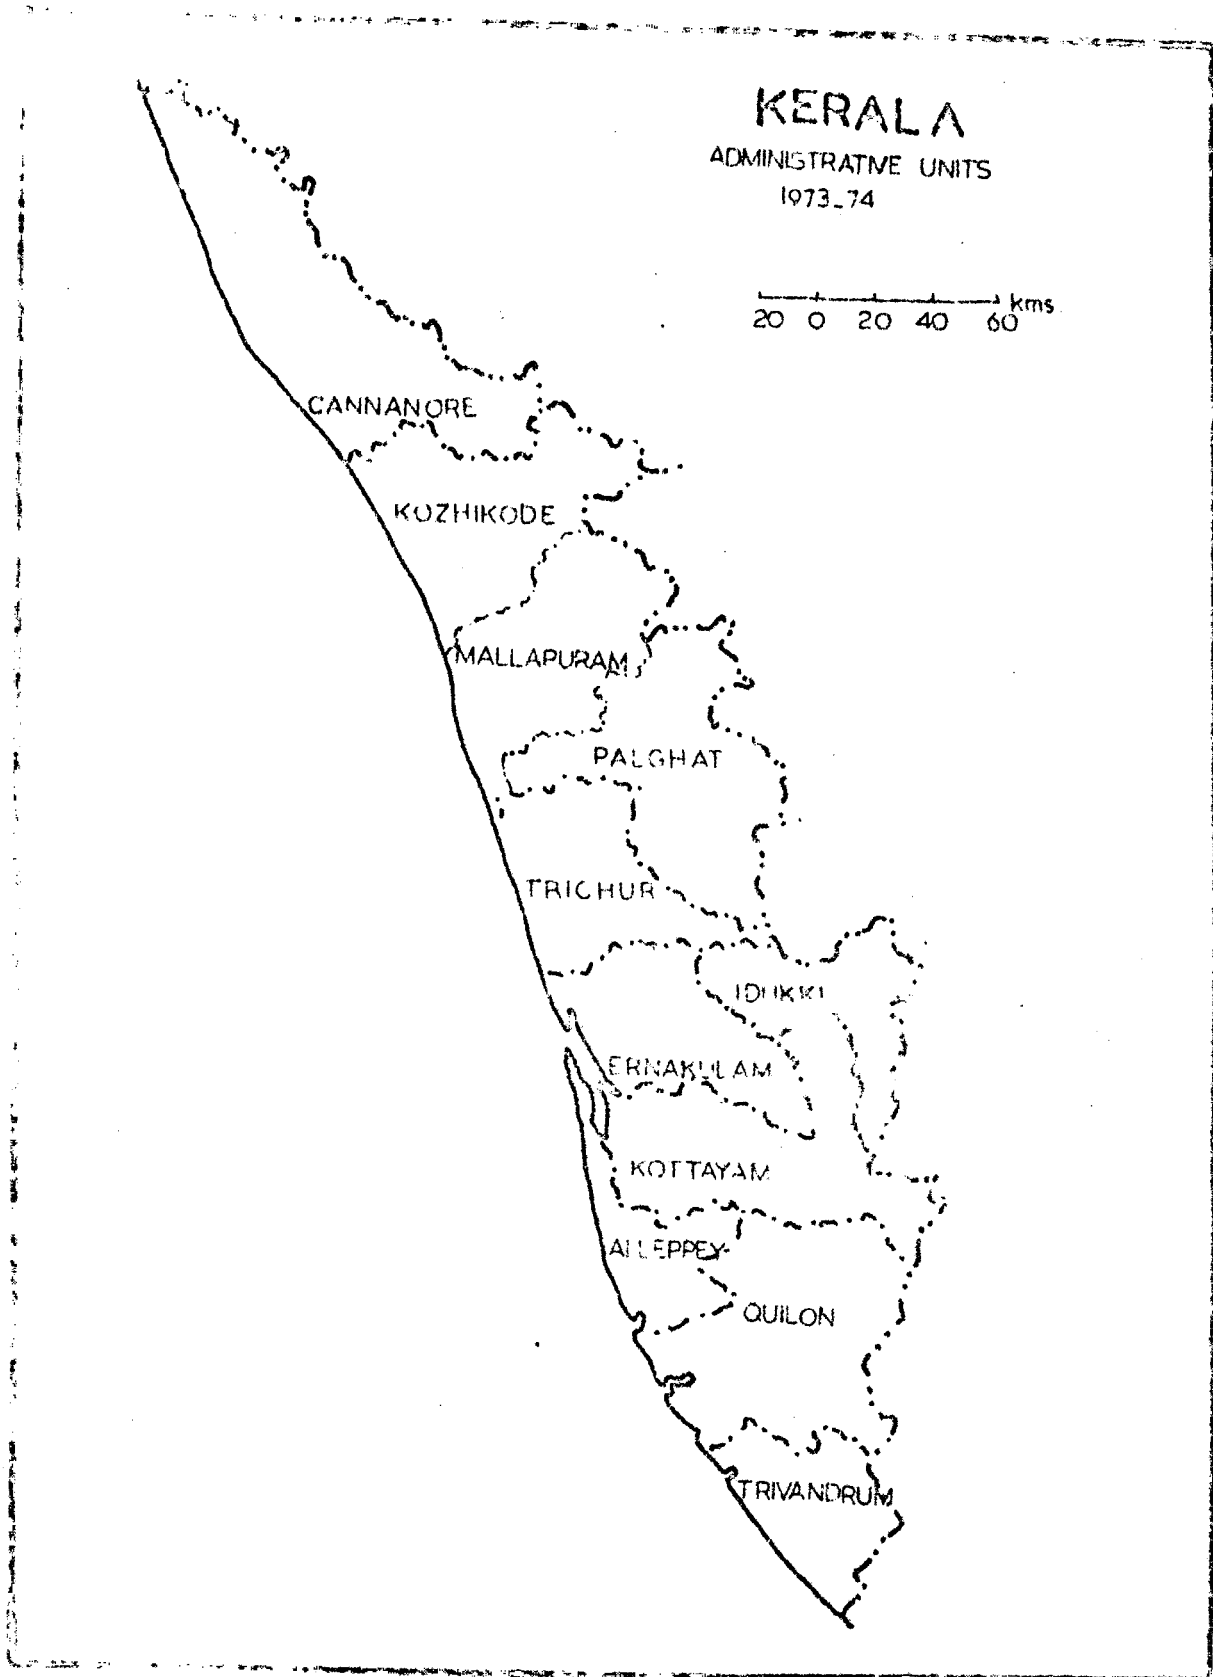 KERALA
ADMINISTRATIVE UNITS
1973-74
kms
20 0 20 40 60
CANNANORE
KOZHIKODE
MALLAPURAM
PALGHAT
TRICHUR
IDUKKI
ERNAKULAM
KOTTAYAM
ALLEPPEY
QUILON
TRIVANDRUM